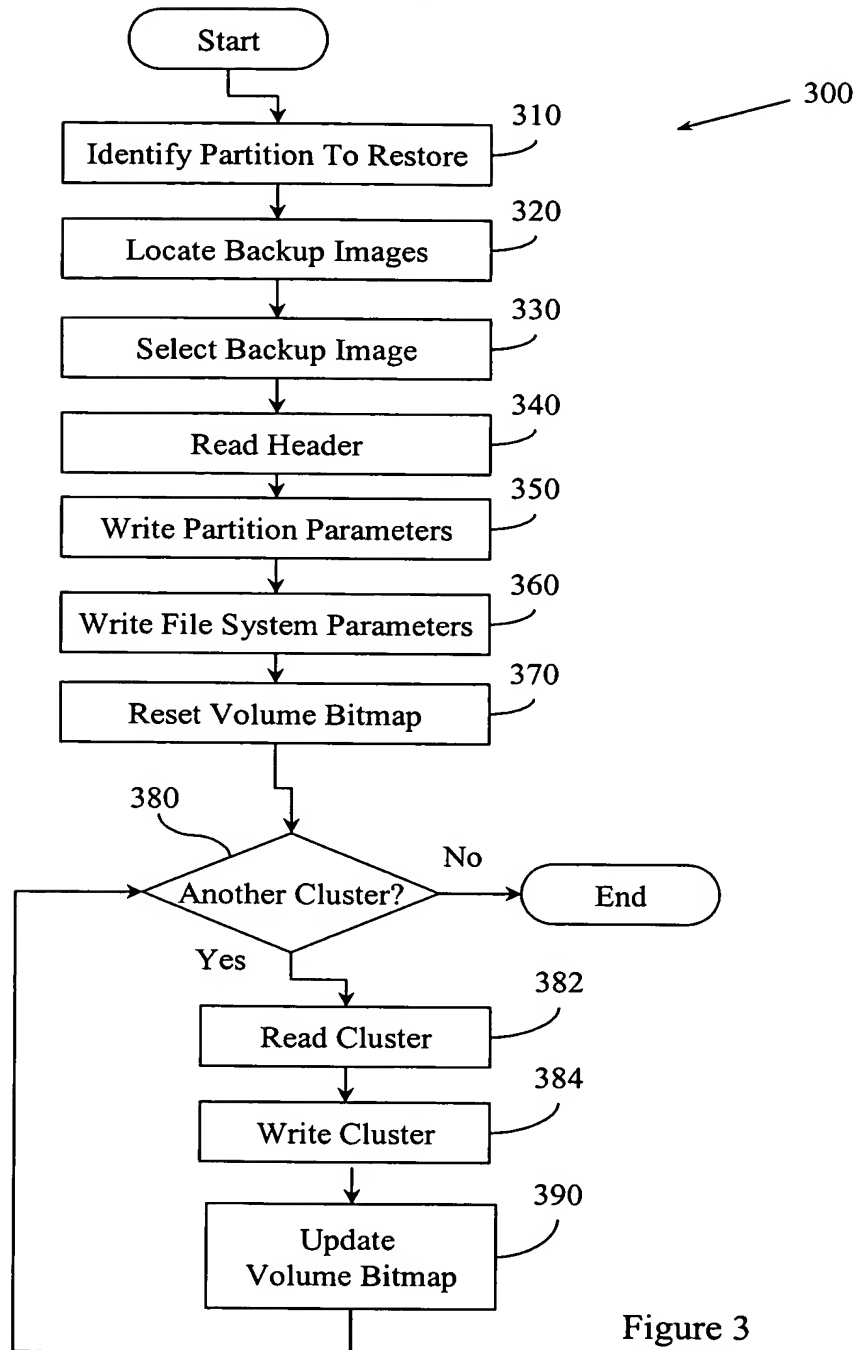 Start
300
310
Identify Partition To Restore
320
Locate Backup Images
330
Select Backup Image
340
Read Header
350
Write Partition Parameters
360
Write File System Parameters
370
Reset Volume Bitmap
380
Another Cluster?
No
End
Yes
382
Read Cluster
384
Write Cluster
390
Update
Volume Bitmap
Figure 3